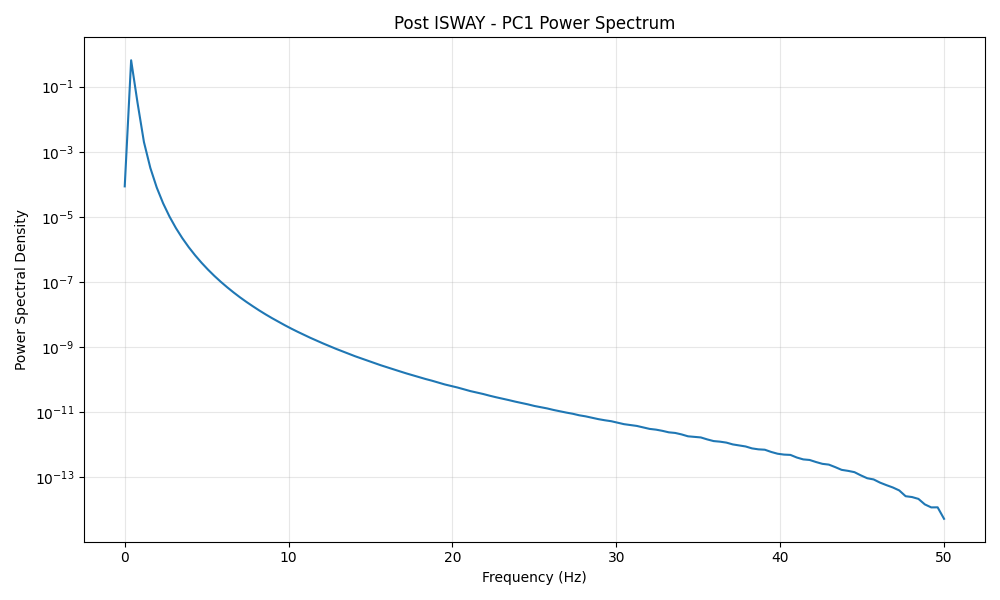 Post ISWAY - PC1 Power Spectrum
Power Spectral Density
10⁻¹
10⁻³
10⁻⁵
10⁻⁷
10⁻⁹
10⁻¹¹
10⁻¹³
0 10 20 30 40 50
Frequency (Hz)